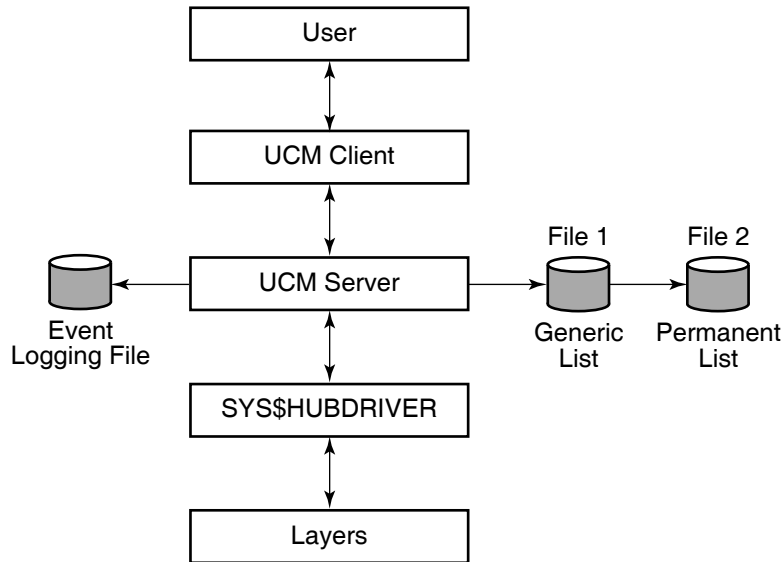 User
UCM Client
File 1
File 2
UCM Server
Event
Logging File
Generic
List
Permanent
List
SYS$HUBDRIVER
Layers